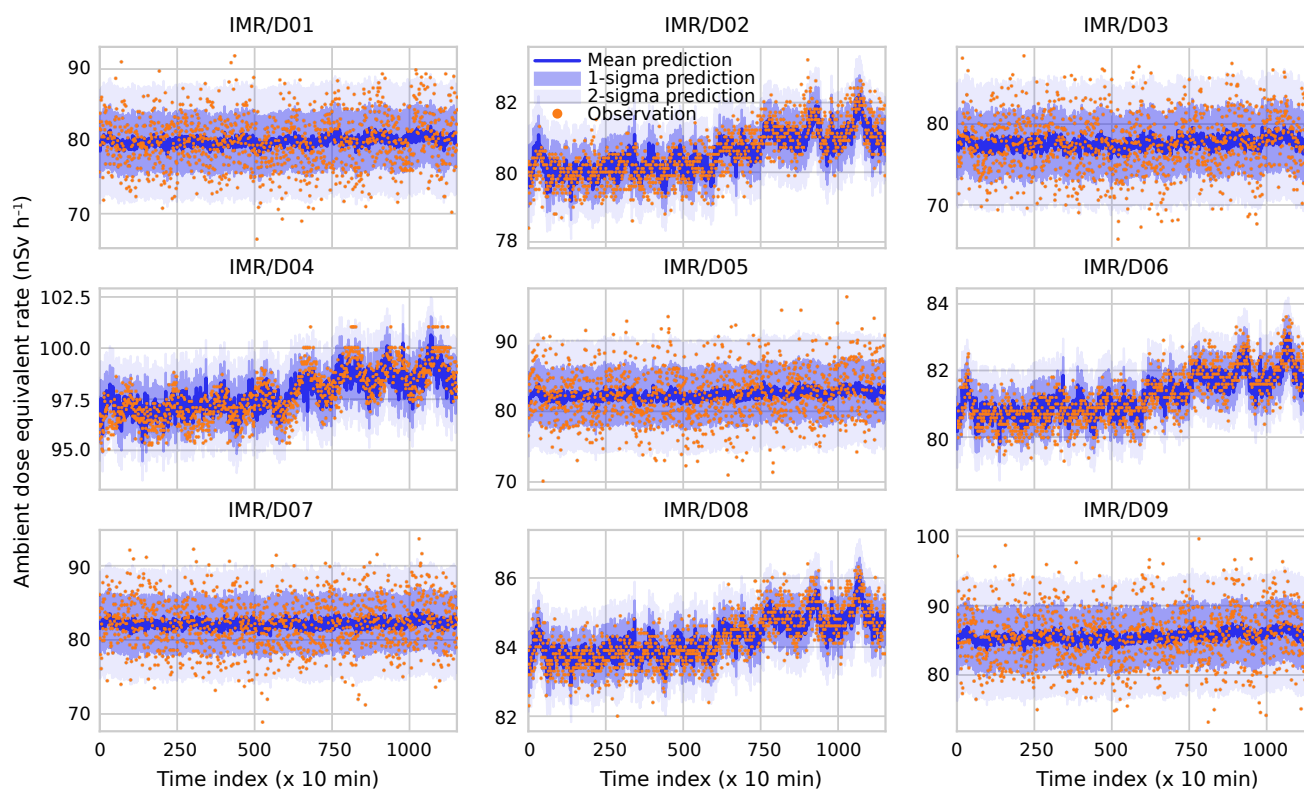 IMR/D01
IMR/D02
IMR/D03
90
80
70
82
80
78
Mean prediction
1-sigma prediction
2-sigma prediction
Observation
80
70
IMR/D04
IMR/D05
IMR/D06
102.5
100.0
97.5
95.0
90
80
70
84
82
80
IMR/D07
IMR/D08
IMR/D09
90
80
70
86
84
82
100
90
80
0 250 500 750 1000
0 250 500 750 1000
0 250 500 750 1000
Time index (x 10 min)
Time index (x 10 min)
Time index (x 10 min)
Ambient dose equivalent rate (nSv h⁻¹)